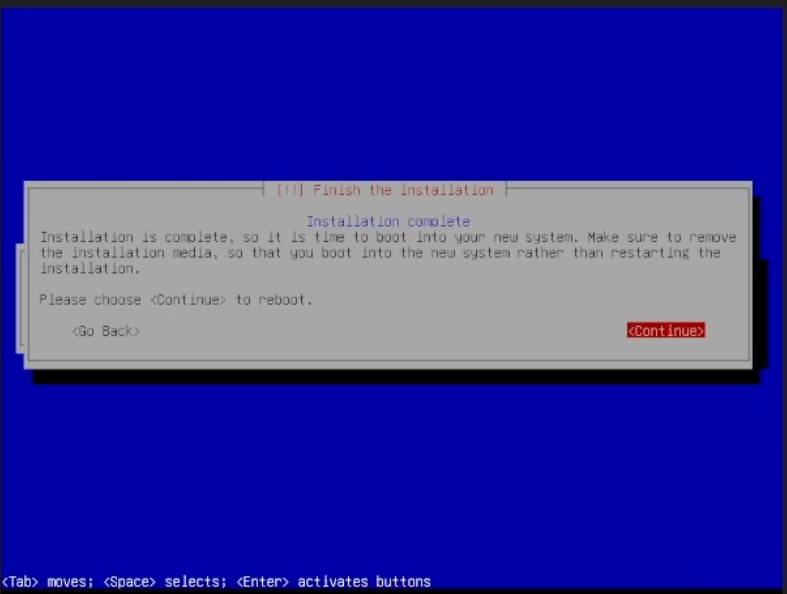 [!!] Finish the installation
Installation complete
Installation is complete, so it is time to boot into your new system. Make sure to remove
the installation media, so that you boot into the new system rather than restarting the
installation.
Please choose <Continue> to reboot.
<Go Back> <Continue>
<Tab> moves; <Space> selects; <Enter> activates buttons